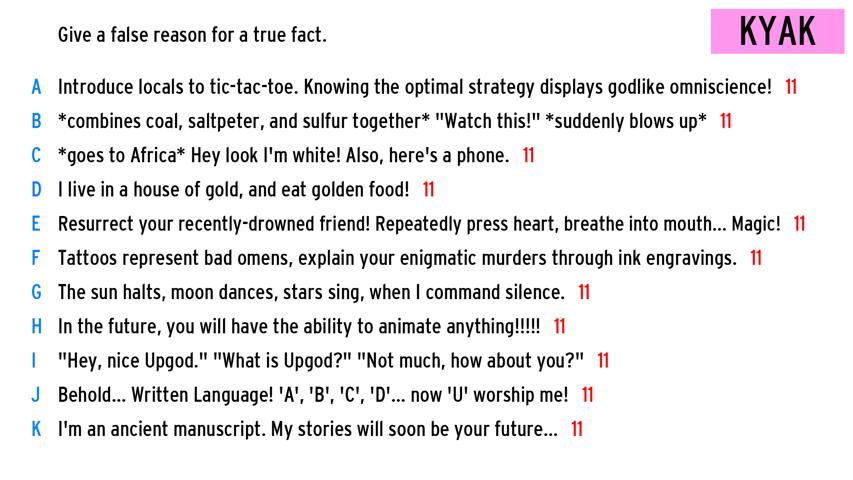 Give a false reason for a true fact.
KYAK
A Introduce locals to tic-tac-toe. Knowing the optimal strategy displays godlike omniscience! 11
B *combines coal, saltpeter, and sulfur together* "Watch this!" *suddenly blows up* 11
C *goes to Africa* Hey look I'm white! Also, here's a phone. 11
D I live in a house of gold, and eat golden food! 11
E Resurrect your recently-drowned friend! Repeatedly press heart, breathe into mouth... Magic! 11
F Tattoos represent bad omens, explain your enigmatic murders through ink engravings. 11
G The sun halts, moon dances, stars sing, when I command silence. 11
H In the future, you will have the ability to animate anything!!!!! 11
I "Hey, nice Upgod." "What is Upgod?" "Not much, how about you?" 11
J Behold... Written Language! 'A', 'B', 'C', 'D'... now 'U' worship me! 11
K I'm an ancient manuscript. My stories will soon be your future... 11